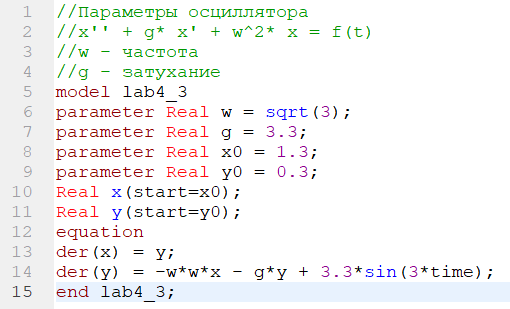 1 //Параметры осциллятора
2 //x'' + g* x' + w^2* x = f(t)
3 //w - частота
4 //g - затухание
5 model lab4_3
6 parameter Real w = sqrt(3);
7 parameter Real g = 3.3;
8 parameter Real x0 = 1.3;
9 parameter Real y0 = 0.3;
10 Real x(start=x0);
11 Real y(start=y0);
12 equation
13 der(x) = y;
14 der(y) = -w*w*x - g*y + 3.3*sin(3*time);
15 end lab4_3;